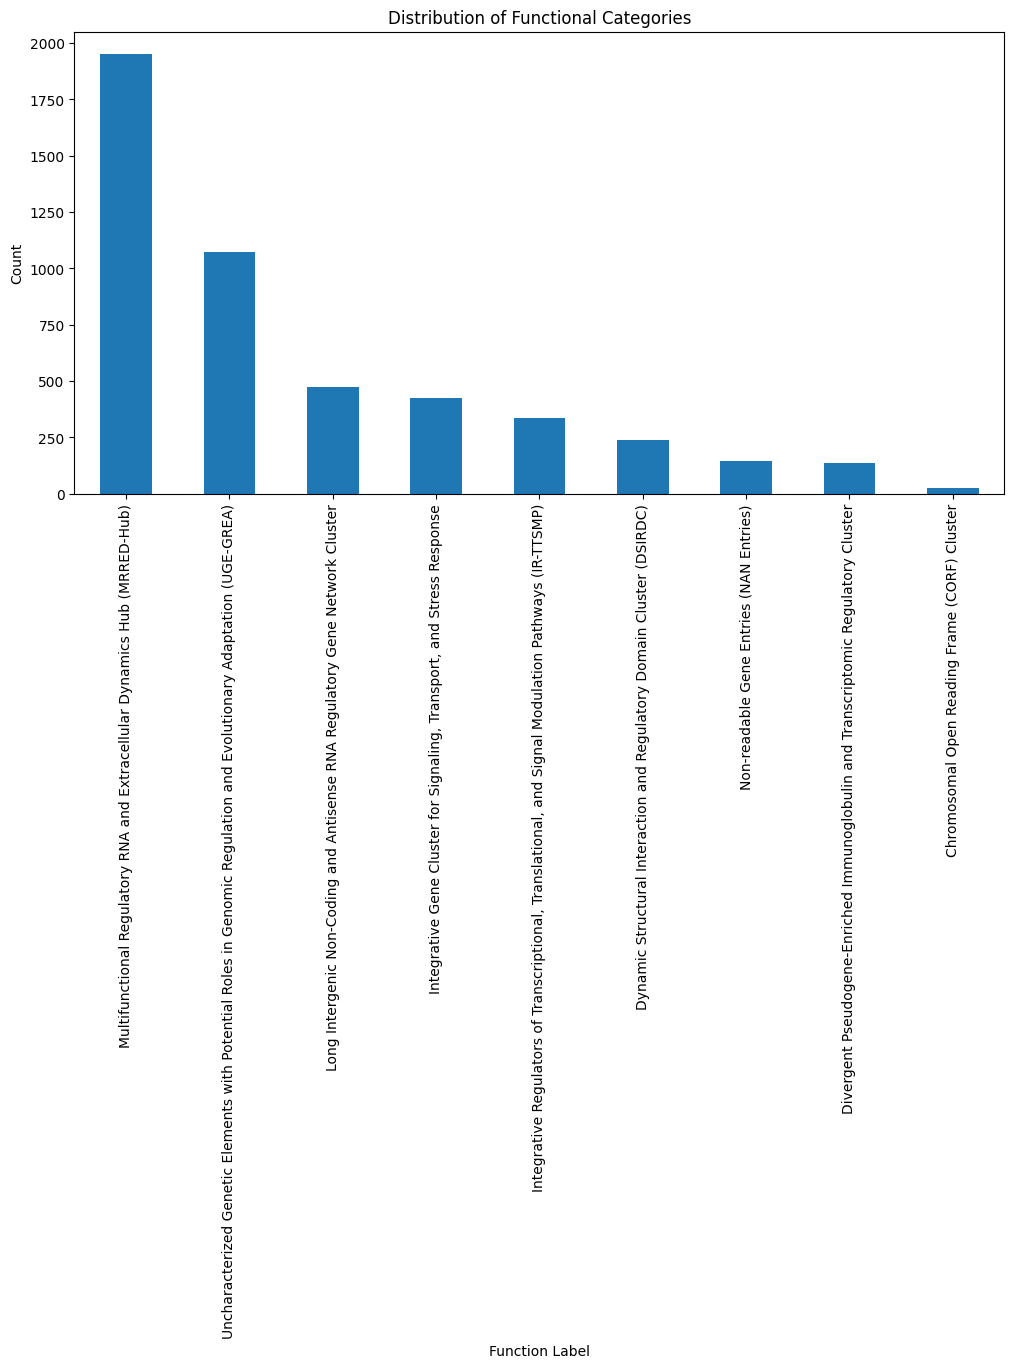 Distribution of Functional Categories
Count
2000
1750
1500
1250
1000
750
500
250
0
Multifunctional Regulatory RNA and Extracellular Dynamics Hub (MRRED-Hub)
Uncharacterized Genetic Elements with Potential Roles in Genomic Regulation and Evolutionary Adaptation (UGE-GREA)
Long Intergenic Non-Coding and Antisense RNA Regulatory Gene Network Cluster
Integrative Gene Cluster for Signaling, Transport, and Stress Response
Integrative Regulators of Transcriptional, Translational, and Signal Modulation Pathways (IR-TTSMP)
Dynamic Structural Interaction and Regulatory Domain Cluster (DSIRDC)
Non-readable Gene Entries (NAN Entries)
Divergent Pseudogene-Enriched Immunoglobulin and Transcriptomic Regulatory Cluster
Chromosomal Open Reading Frame (CORF) Cluster
Function Label